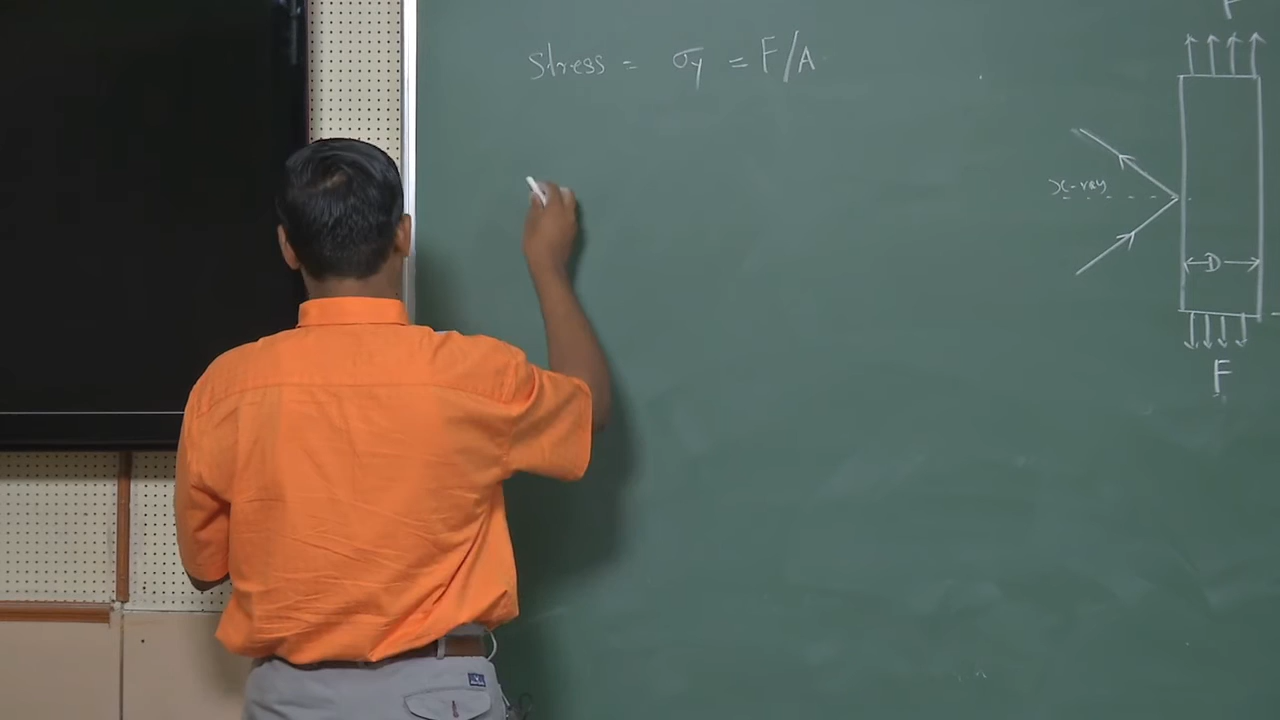 Stress = σy = F/A
x-ray
D
F